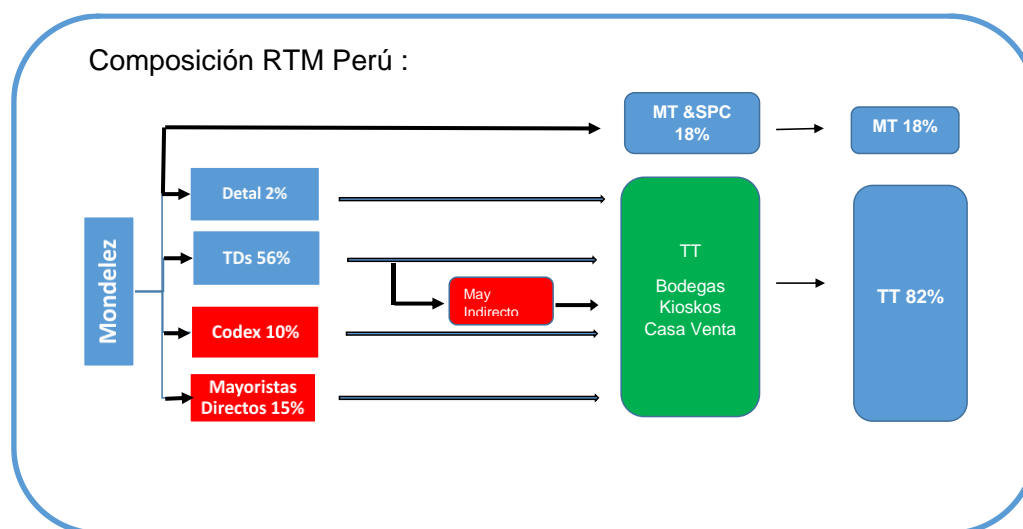 Composición RTM Perú :
MT &SPC
18%
MT 18%
Detal 2%
Mondelez
TDs 56%
May
Indirecto
Codex 10%
Mayoristas
Directos 15%
TT
Bodegas
Kioskos
Casa Venta
TT 82%